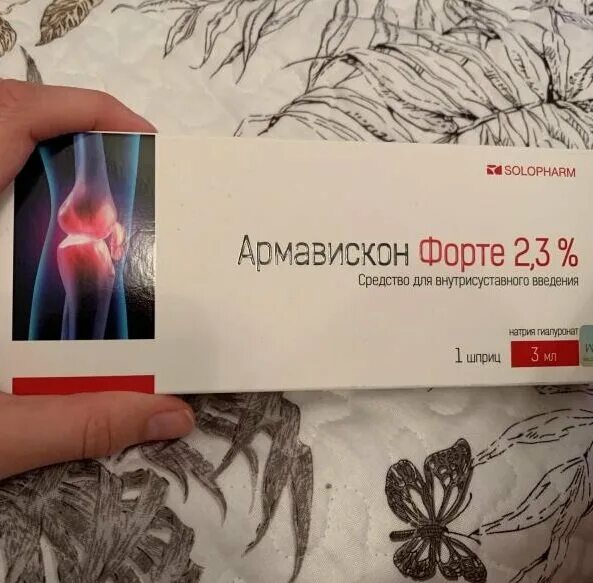 SOLOPHARM
Армавискон Форте 2,3 %
Средство для внутрисуставного введения
натрия гиалуронат
1 шприц 3 мл